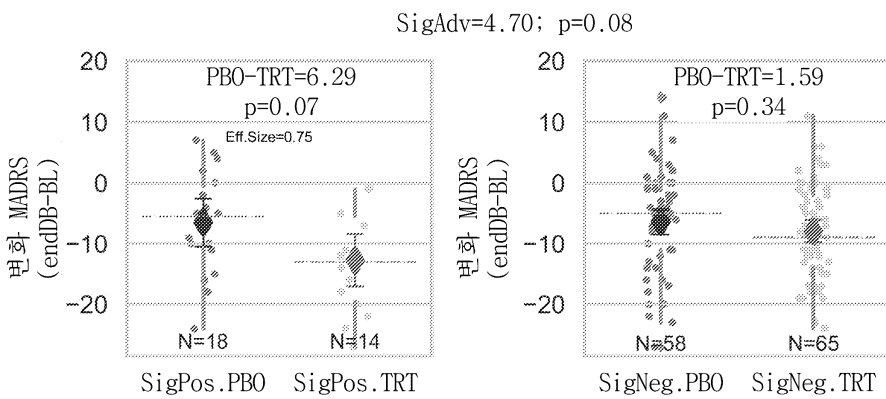 SigAdv=4.70; p=0.08
변화 MADRS
(endDB-BL)
20
10
0
-10
-20
PBO-TRT=6.29
p=0.07
Eff.Size=0.75
N=18
N=14
SigPos.PBO
SigPos.TRT
변화 MADRS
(endDB-BL)
20
10
0
-10
-20
PBO-TRT=1.59
p=0.34
N=58
N=65
SigNeg.PBO
SigNeg.TRT